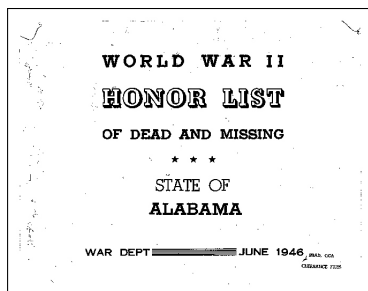 WORLD WAR II
HONOR LIST
OF DEAD AND MISSING
★ ★ ★
STATE OF
ALABAMA
WAR DEPT JUNE 1946